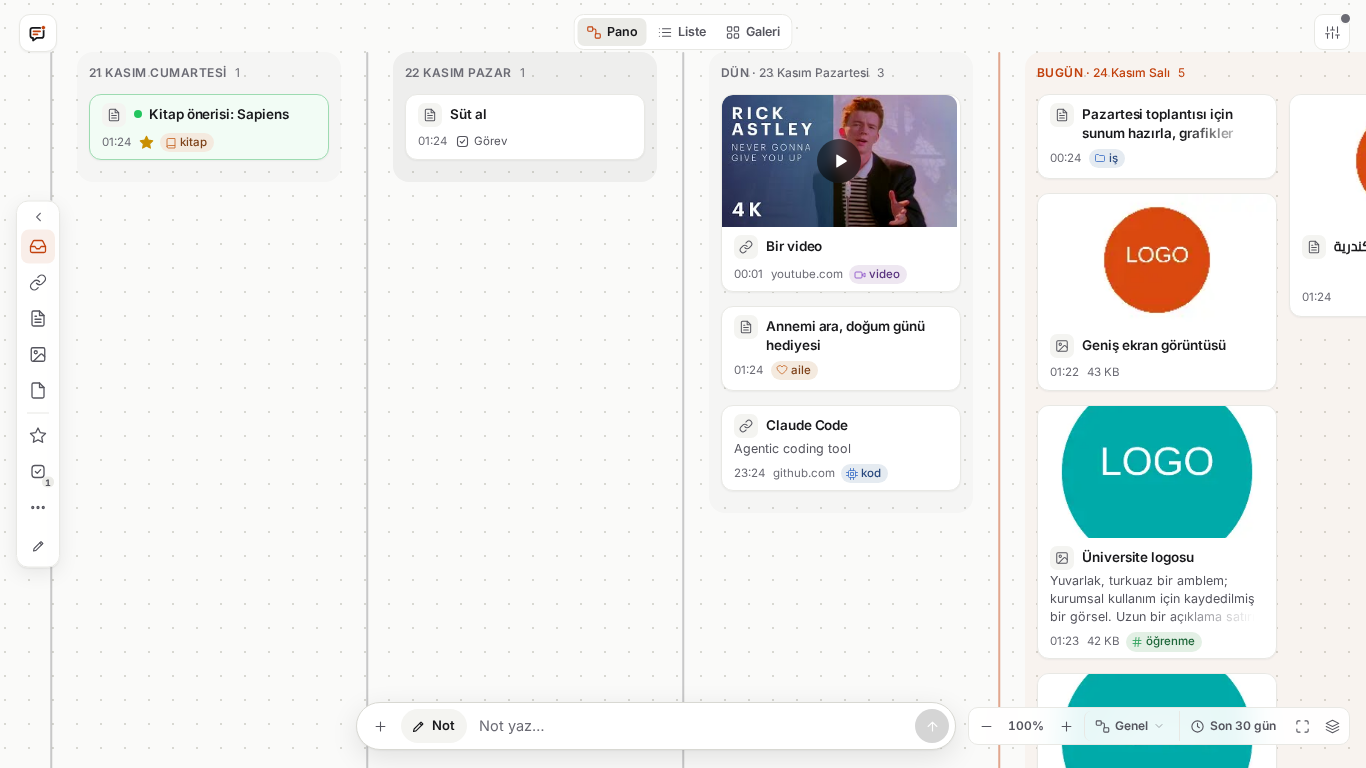 Pano
Liste
Galeri
21 KASIM CUMARTESİ 1
Kitap önerisi: Sapiens
01:24 kitap
22 KASIM PAZAR 1
Süt al
01:24 Görev
DÜN · 23 Kasım Pazartesi 3
RICK
ASTLEY
NEVER GONNA
GIVE YOU UP
4K
Bir video
00:01 youtube.com video
Annemi ara, doğum günü
hediyesi
01:24 aile
Claude Code
Agentic coding tool
23:24 github.com kod
BUGÜN · 24 Kasım Salı 5
Pazartesi toplantısı için
sunum hazırla, grafikler
00:24 iş
LOGO
Geniş ekran görüntüsü
01:22 43 KB
LOGO
Üniversite logosu
Yuvarlak, turkuaz bir amblem;
kurumsal kullanım için kaydedilmiş
bir görsel. Uzun bir açıklama
01:23 42 KB öğrenme
01:24
1
Not
Not yaz...
100%
Genel
Son 30 gün